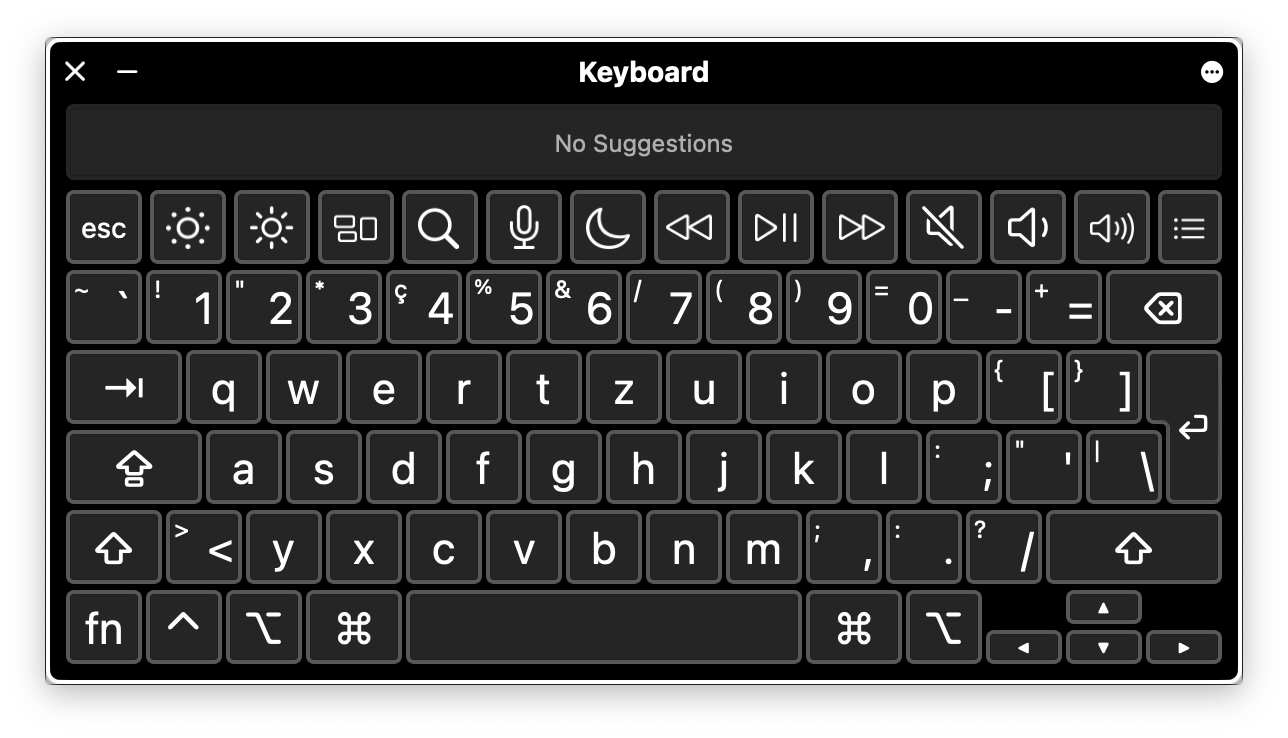 Keyboard
No Suggestions
esc
~ ` ! 1 " 2 * 3 ç 4 % 5 & 6 / 7 ( 8 ) 9 = 0 _ - + =
q w e r t z u i o p { [ } ]
a s d f g h j k l : ; " ' | \
> < y x c v b n m ; , : . ? /
fn ^ ⌥ ⌘ ⌘ ⌥